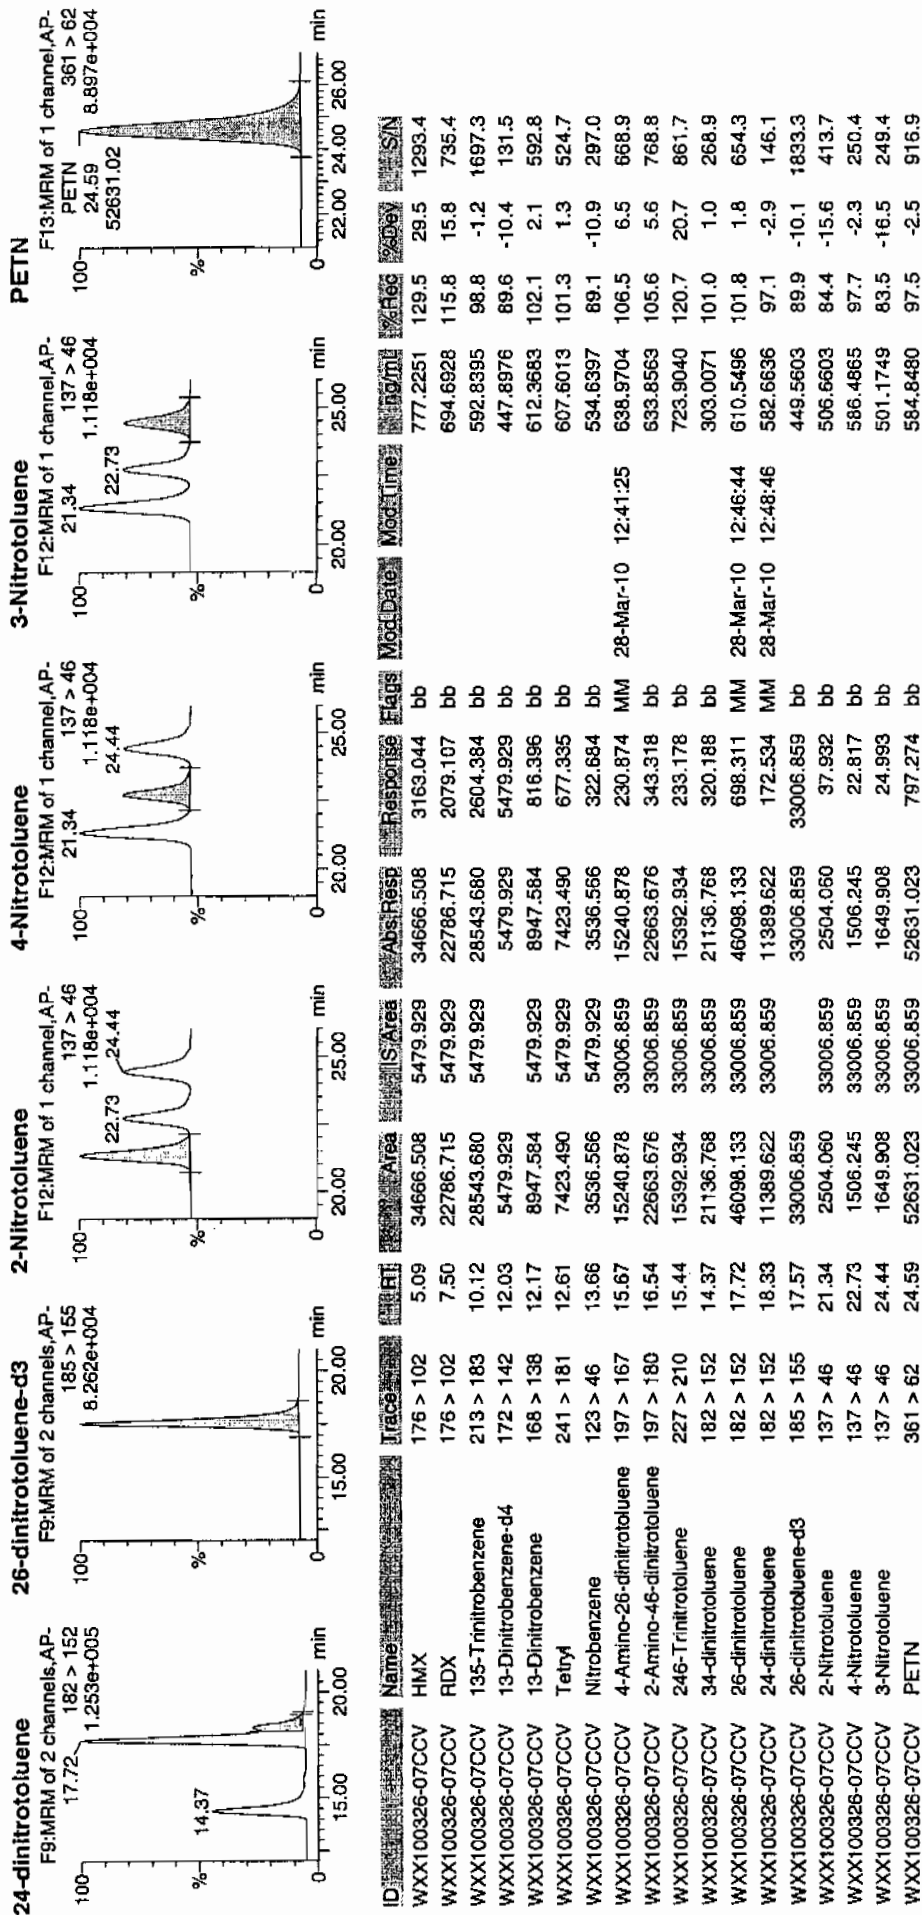 24-dinitrotoluene
F9:MRM of 2 channels,AP-
182 > 152
1.253e+005
17.72
14.37
100
%
0
15.00
20.00
min
26-dinitrotoluene-d3
F9:MRM of 2 channels,AP-
185 > 155
8.262e+004
100
%
0
15.00
20.00
min
2-Nitrotoluene
F12:MRM of 1 channel,AP-
137 > 46
1.118e+004
22.73
24.44
100
%
0
20.00
25.00
min
4-Nitrotoluene
F12:MRM of 1 channel,AP-
137 > 46
1.118e+004
21.34
24.44
100
%
0
20.00
25.00
min
3-Nitrotoluene
F12:MRM of 1 channel,AP-
137 > 46
1.118e+004
21.34
22.73
100
%
0
20.00
25.00
min
PETN
F13:MRM of 1 channel,AP-
361 > 62
8.897e+004
PETN
24.59
52631.02
100
%
0
22.00
24.00
26.00
min
ID Name Trace RT Area IS Area Abs.Resp Response Flags Mod.Date Mod.Time ng/mL %Rec %Dev S/N
WXX100326-07CCV HMX 176 > 102 5.09 34666.508 5479.929 34666.508 3163.044 bb 777.2251 129.5 29.5 1293.4
WXX100326-07CCV RDX 176 > 102 7.50 22786.715 5479.929 22786.715 2079.107 bb 694.6928 115.8 15.8 735.4
WXX100326-07CCV 135-Trinitrobenzene 213 > 183 10.12 28543.680 5479.929 28543.680 2604.384 bb 592.8395 98.8 -1.2 1697.3
WXX100326-07CCV 13-Dinitrobenzene-d4 172 > 142 12.03 5479.929 5479.929 5479.929 bb 447.8976 89.6 -10.4 131.5
WXX100326-07CCV 13-Dinitrobenzene 168 > 138 12.17 8947.584 5479.929 8947.584 816.396 bb 612.3683 102.1 2.1 592.8
WXX100326-07CCV Tetryl 241 > 181 12.61 7423.490 5479.929 7423.490 677.335 bb 607.6013 101.3 1.3 524.7
WXX100326-07CCV Nitrobenzene 123 > 46 13.66 3536.566 5479.929 3536.566 322.684 bb 534.6397 89.1 -10.9 297.0
WXX100326-07CCV 4-Amino-26-dinitrotoluene 197 > 167 15.67 15240.878 33006.859 15240.878 230.874 MM 28-Mar-10 12:41:25 638.9704 106.5 6.5 668.9
WXX100326-07CCV 2-Amino-46-dinitrotoluene 197 > 180 16.54 22663.676 33006.859 22663.676 343.318 bb 633.8563 105.6 5.6 768.8
WXX100326-07CCV 246-Trinitrotoluene 227 > 210 15.44 15392.934 33006.859 15392.934 233.178 bb 723.9040 120.7 20.7 861.7
WXX100326-07CCV 34-dinitrotoluene 182 > 152 14.37 21136.768 33006.859 21136.768 320.188 bb 303.0071 101.0 1.0 268.9
WXX100326-07CCV 26-dinitrotoluene 182 > 152 17.72 46098.133 33006.859 46098.133 698.311 MM 28-Mar-10 12:46:44 610.5496 101.8 1.8 654.3
WXX100326-07CCV 24-dinitrotoluene 182 > 152 18.33 11389.622 33006.859 11389.622 172.534 MM 28-Mar-10 12:48:46 582.6636 97.1 -2.9 146.1
WXX100326-07CCV 26-dinitrotoluene-d3 185 > 155 17.57 33006.859 33006.859 33006.859 bb 449.5603 89.9 -10.1 1833.3
WXX100326-07CCV 2-Nitrotoluene 137 > 46 21.34 2504.060 33006.859 2504.060 37.932 bb 506.6603 84.4 -15.6 413.7
WXX100326-07CCV 4-Nitrotoluene 137 > 46 22.73 1506.245 33006.859 1506.245 22.817 bb 586.4865 97.7 -2.3 250.4
WXX100326-07CCV 3-Nitrotoluene 137 > 46 24.44 1649.908 33006.859 1649.908 24.993 bb 501.1749 83.5 -16.5 249.4
WXX100326-07CCV PETN 361 > 62 24.59 52631.023 33006.859 52631.023 797.274 bb 584.8480 97.5 -2.5 916.9